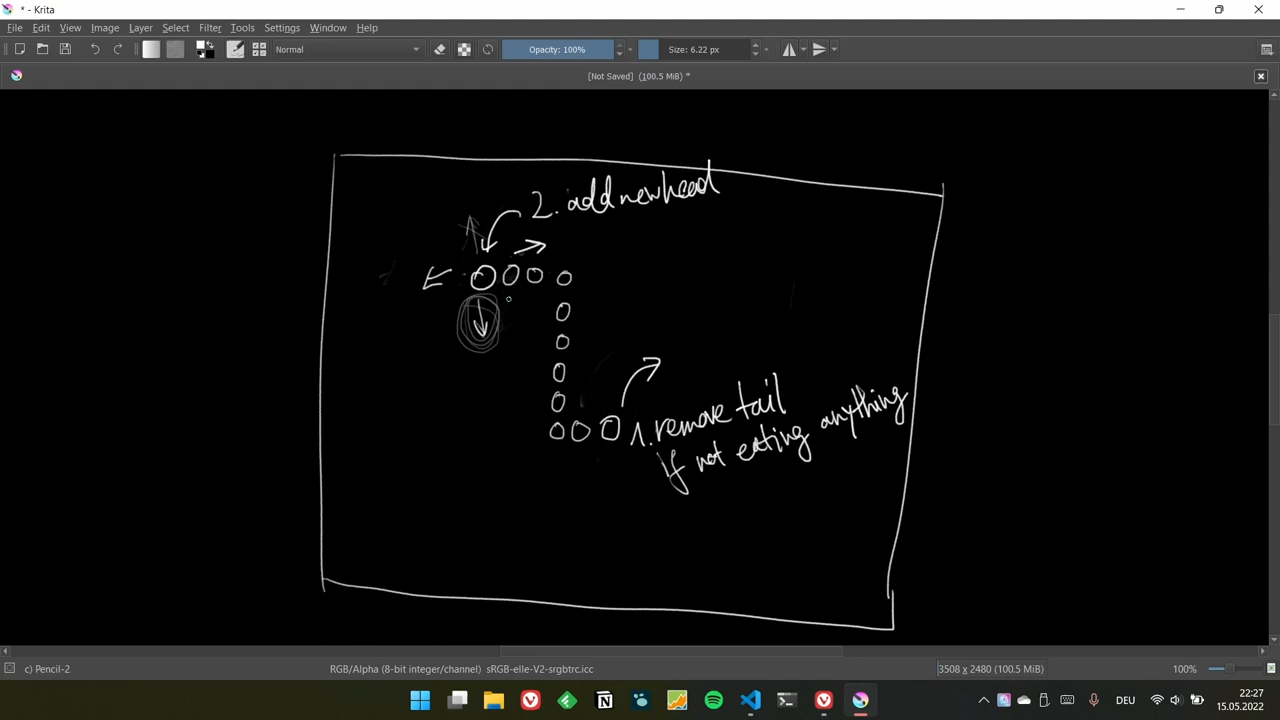 * - Krita
File Edit View Image Layer Select Filter Tools Settings Window Help
Normal Opacity: 100% Size: 6.22 px
[Not Saved] (100.5 MiB) *
2. add new head
1. remove tail
if not eating anything
c) Pencil-2 RGB/Alpha (8-bit integer/channel) sRGB-elle-V2-srgbtrc.icc 3508 x 2480 (100.5 MiB) 100%
DEU 22:27
15.05.2022